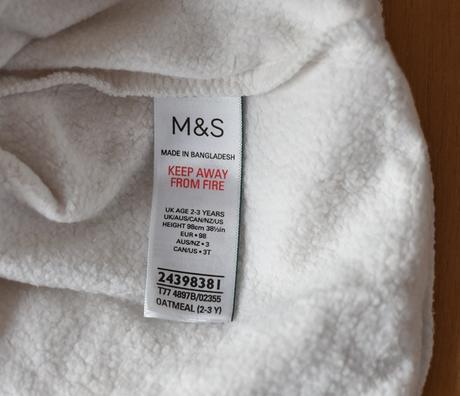 M&S
MADE IN BANGLADESH
KEEP AWAY
FROM FIRE
UK AGE 2-3 YEARS
UK/AUS/CAN/NZ/US
HEIGHT 98cm 38½in
EUR • 98
AUS/NZ • 3
CAN/US • 3T
24398381
T77 4897B/02355
OATMEAL (2-3 Y)